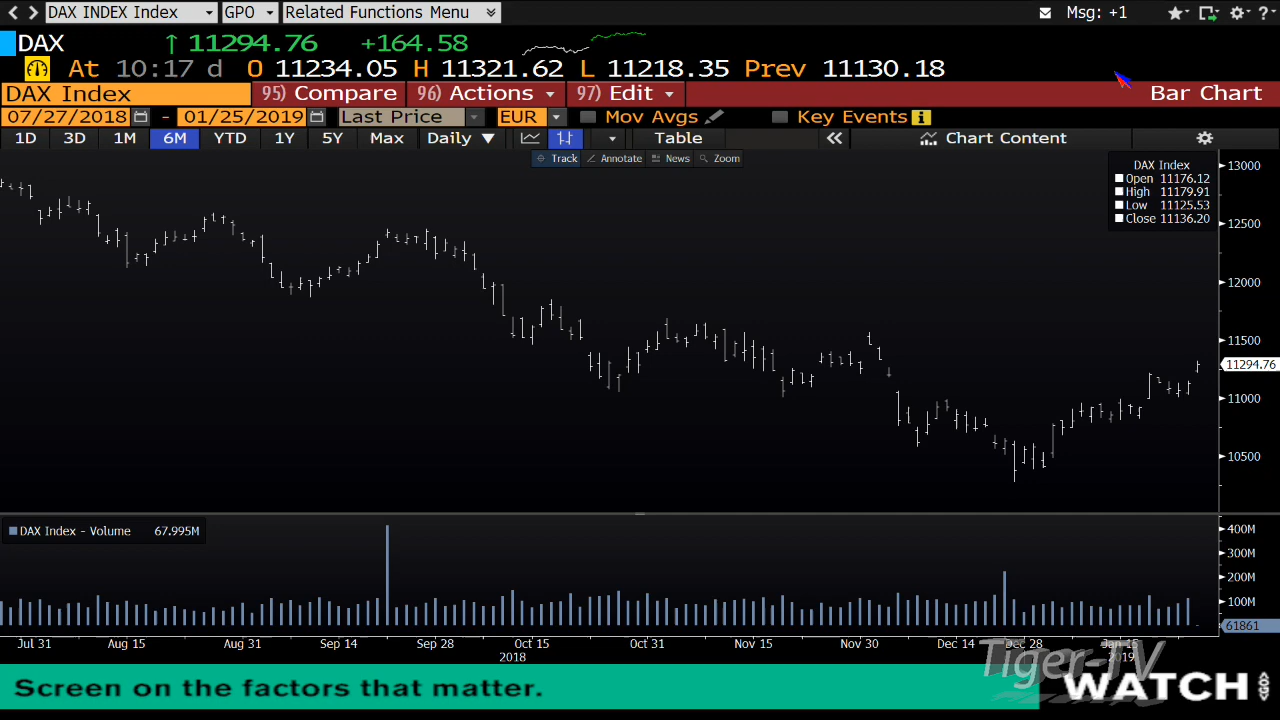 DAX INDEX Index GPO Related Functions Menu Msg: +1 ?
DAX ↑ 11294.76 +164.58
At 10:17 d O 11234.05 H 11321.62 L 11218.35 Prev 11130.18
DAX Index 95) Compare 96) Actions 97) Edit Bar Chart
07/27/2018 - 01/25/2019 Last Price EUR Mov Avgs Key Events i
1D 3D 1M 6M YTD 1Y 5Y Max Daily ▼ Table « Chart Content
Track Annotate News Zoom
DAX Index
Open 11176.12
High 11179.91
Low 11125.53
Close 11136.20
13000
12500
12000
11500
11294.76
11000
10500
DAX Index - Volume 67.995M
400M
300M
200M
100M
61861
Jul 31 Aug 15 Aug 31 Sep 14 Sep 28 Oct 15 Oct 31 Nov 15 Nov 30 Dec 14 Dec 28 Jan 15
2018 2019
Tiger-TV
Screen on the factors that matter.
WATCH